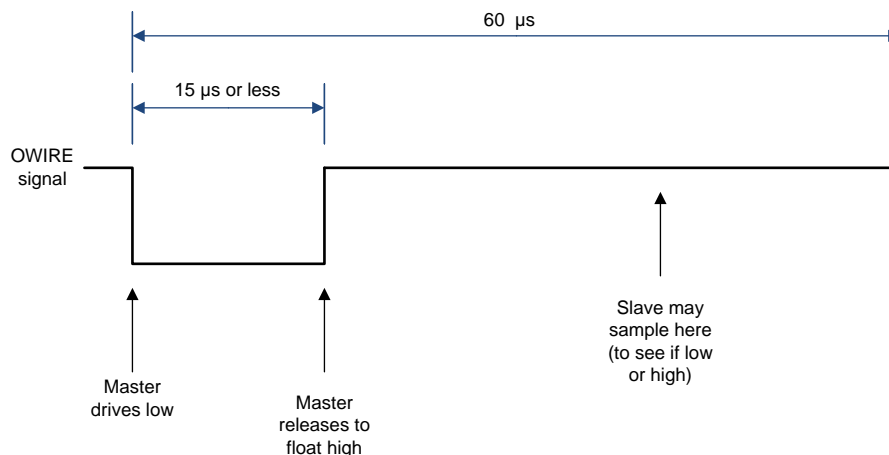 60 µs
15 µs or less
OWIRE
signal
Master
drives low
Master
releases to
float high
Slave may
sample here
(to see if low
or high)